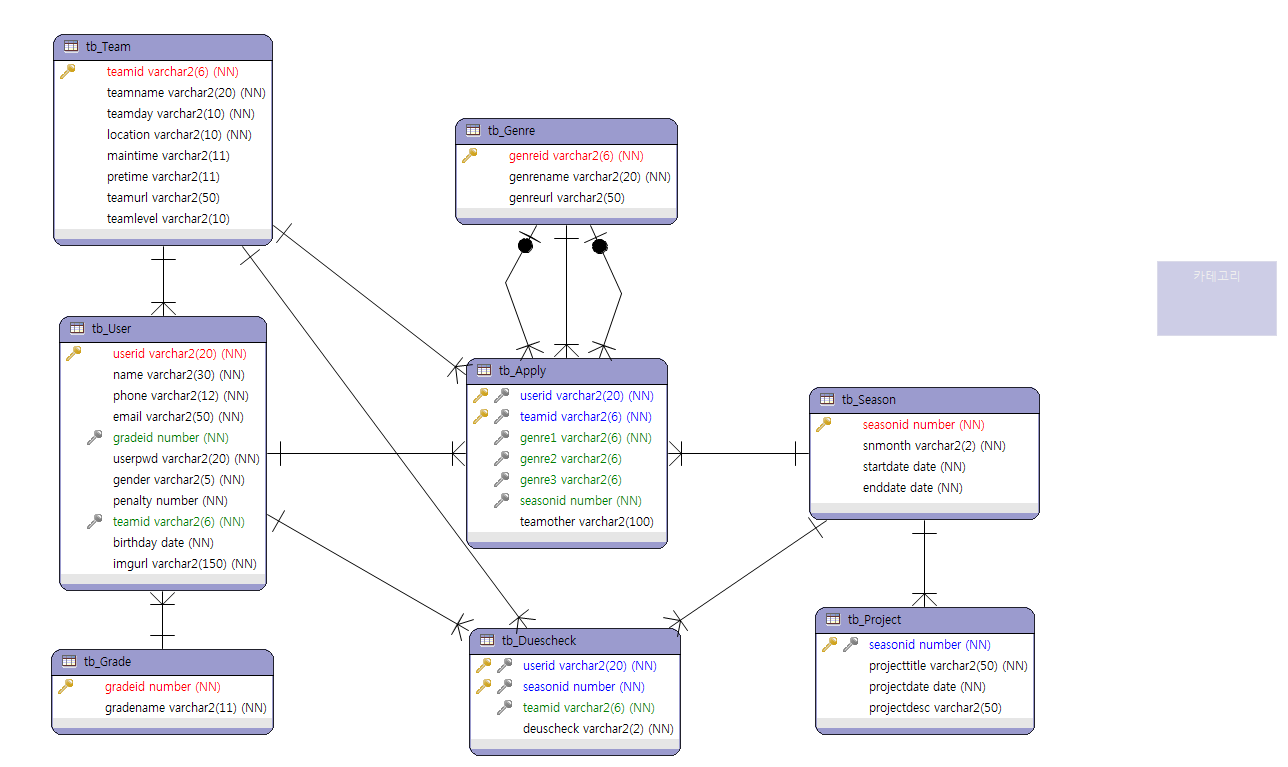 tb_Team
teamid varchar2(6) (NN)
teamname varchar2(20) (NN)
teamday varchar2(10) (NN)
location varchar2(10) (NN)
maintime varchar2(11)
pretime varchar2(11)
teamurl varchar2(50)
teamlevel varchar2(10)
tb_Genre
genreid varchar2(6) (NN)
genrename varchar2(20) (NN)
genreurl varchar2(50)
카테고리
tb_User
userid varchar2(20) (NN)
name varchar2(30) (NN)
phone varchar2(12) (NN)
email varchar2(50) (NN)
gradeid number (NN)
userpwd varchar2(20) (NN)
gender varchar2(5) (NN)
penalty number (NN)
teamid varchar2(6) (NN)
birthday date (NN)
imgurl varchar2(150) (NN)
tb_Apply
userid varchar2(20) (NN)
teamid varchar2(6) (NN)
genre1 varchar2(6) (NN)
genre2 varchar2(6)
genre3 varchar2(6)
seasonid number (NN)
teamother varchar2(100)
tb_Season
seasonid number (NN)
snmonth varchar2(2) (NN)
startdate date (NN)
enddate date (NN)
tb_Grade
gradeid number (NN)
gradename varchar2(11) (NN)
tb_Duescheck
userid varchar2(20) (NN)
seasonid number (NN)
teamid varchar2(6) (NN)
deuscheck varchar2(2) (NN)
tb_Project
seasonid number (NN)
projecttitle varchar2(50) (NN)
projectdate date (NN)
projectdesc varchar2(50)